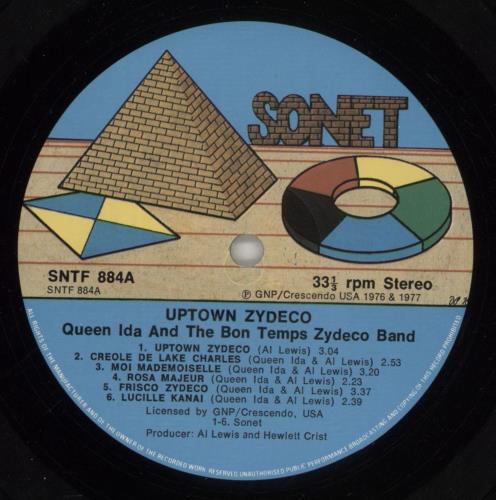 SONET
SNTF 884A
SNTF 884A
33⅓ rpm Stereo
Ⓟ GNP/Crescendo USA 1976 & 1977
UPTOWN ZYDECO
Queen Ida And The Bon Temps Zydeco Band
1. UPTOWN ZYDECO (Al Lewis) 3.04
2. CREOLE DE LAKE CHARLES (Queen Ida & Al Lewis) 2.53
3. MOI MADEMOISELLE (Queen Ida & Al Lewis) 3.20
4. ROSA MAJEUR (Queen Ida & Al Lewis) 2.23
5. FRISCO ZYDECO (Queen Ida & Al Lewis) 3.37
6. LUCILLE KANAI (Queen Ida & Al Lewis) 2.39
Licensed by GNP/Crescendo, USA
1-6. Sonet
Producer: Al Lewis and Hewlett Crist
ALL RIGHTS OF THE MANUFACTURER AND OF THE OWNER OF THE RECORDED WORK RESERVED UNAUTHORISED PUBLIC PERFORMANCE BROADCASTING AND COPYING OF THIS RECORD PROHIBITED